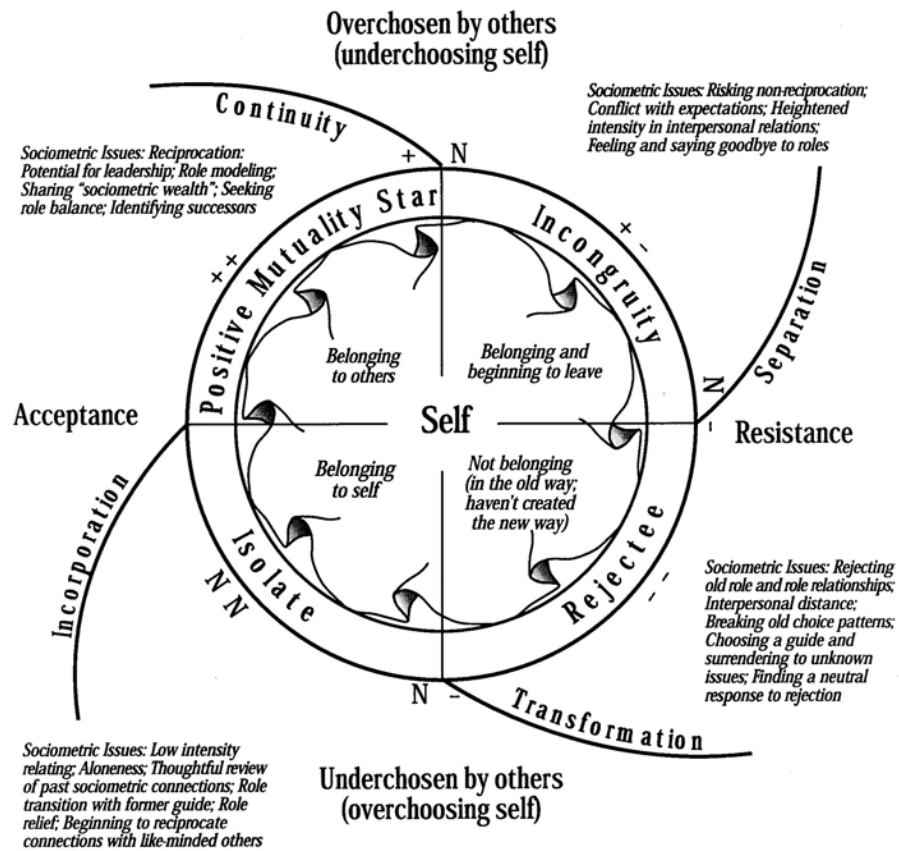 Overchosen by others
(underchoosing self)
Continuity
Sociometric Issues: Risking non-reciprocation;
Conflict with expectations; Heightened
intensity in interpersonal relations;
Feeling and saying goodbye to roles
Sociometric Issues: Reciprocation:
Potential for leadership; Role modeling;
Sharing "sociometric wealth"; Seeking
role balance; Identifying successors
+ N
Positive Mutuality Star
Incongruity
+ +
+ -
Separation
Belonging
to others
Belonging and
beginning to leave
N
-
Acceptance
Self
Resistance
Belonging
to self
Not belonging
(in the old way;
haven't created
the new way)
Incorporation
Isolate
Rejectee
N N
- -
Sociometric Issues: Rejecting
old role and role relationships;
Interpersonal distance;
Breaking old choice patterns;
Choosing a guide and
surrendering to unknown
issues; Finding a neutral
response to rejection
N -
Transformation
Sociometric Issues: Low intensity
relating; Aloneness; Thoughtful review
of past sociometric connections; Role
transition with former guide; Role
relief; Beginning to reciprocate
connections with like-minded others
Underchosen by others
(overchoosing self)